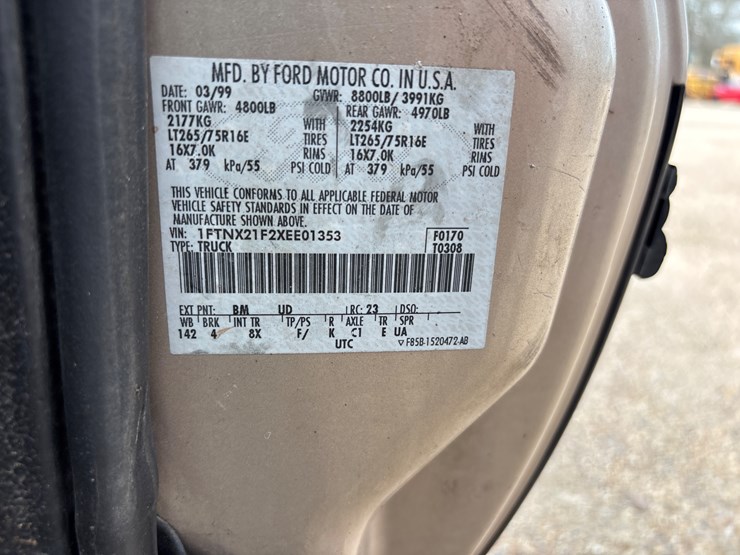 MFD. BY FORD MOTOR CO. IN U.S.A.
DATE: 03/99 GVWR: 8800LB/ 3991KG
FRONT GAWR: 4800LB REAR GAWR: 4970LB
2177KG WITH 2254KG WITH
LT265/75R16E TIRES LT265/75R16E TIRES
16X7.0K RIMS 16X7.0K RIMS
AT 379 kPa/55 PSI COLD AT 379 kPa/55 PSI COLD
THIS VEHICLE CONFORMS TO ALL APPLICABLE FEDERAL MOTOR
VEHICLE SAFETY STANDARDS IN EFFECT ON THE DATE OF
MANUFACTURE SHOWN ABOVE.
VIN: 1FTNX21F2XEE01353 F0170
TYPE: TRUCK T0308
EXT PNT: BM UD RC: 23 DSO:
WB BRK INT TR TP/PS R AXLE TR SPR
142 4 8X F/ K C1 E UA
UTC ▽ F85B-1520472-AB